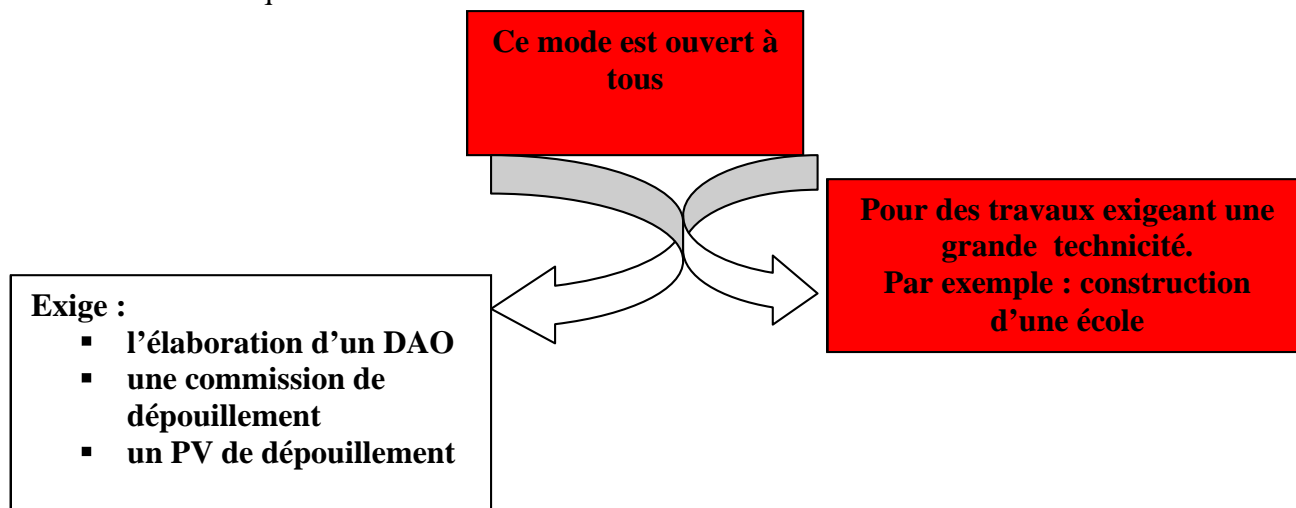 Ce mode est ouvert à
tous
Pour des travaux exigeant une
grande technicité.
Par exemple : construction
d'une école
Exige :
▪ l'élaboration d'un DAO
▪ une commission de
dépouillement
▪ un PV de dépouillement